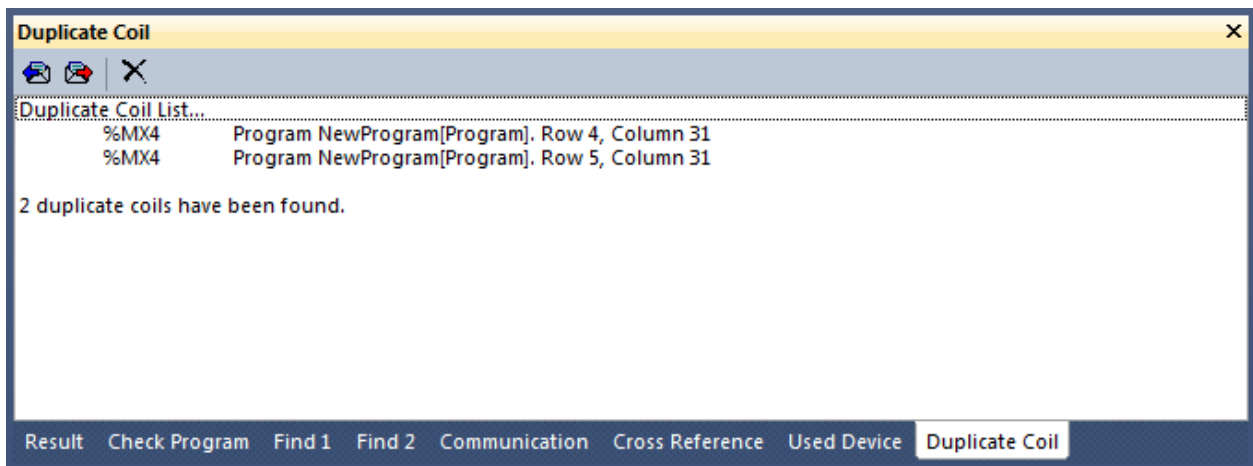 Duplicate Coil
Duplicate Coil List...
%MX4 Program NewProgram[Program]. Row 4, Column 31
%MX4 Program NewProgram[Program]. Row 5, Column 31
2 duplicate coils have been found.
Result Check Program Find 1 Find 2 Communication Cross Reference Used Device Duplicate Coil